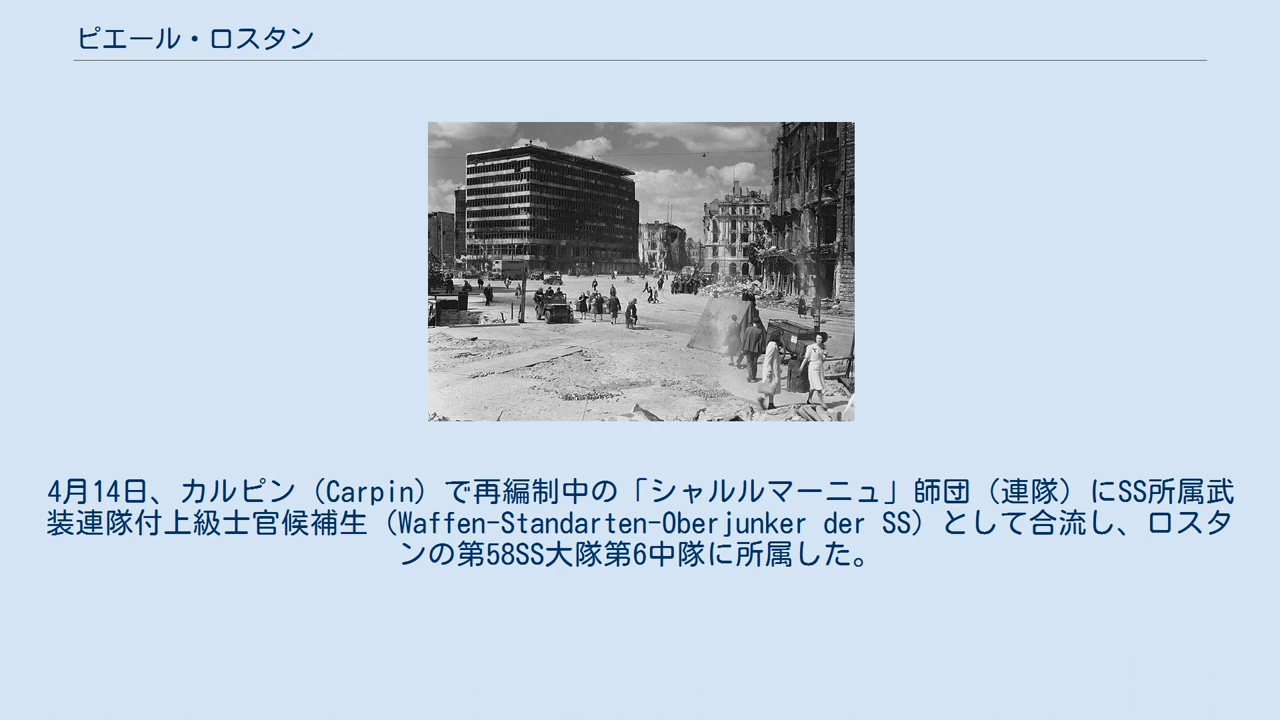 ピエール・ロスタン
4月14日、カルピン（Carpin）で再編制中の「シャルルマーニュ」師団（連隊）にSS所属武
装連隊付上級士官候補生（Waffen-Standarten-Oberjunker der SS）として合流し、ロスタ
ンの第58SS大隊第6中隊に所属した。